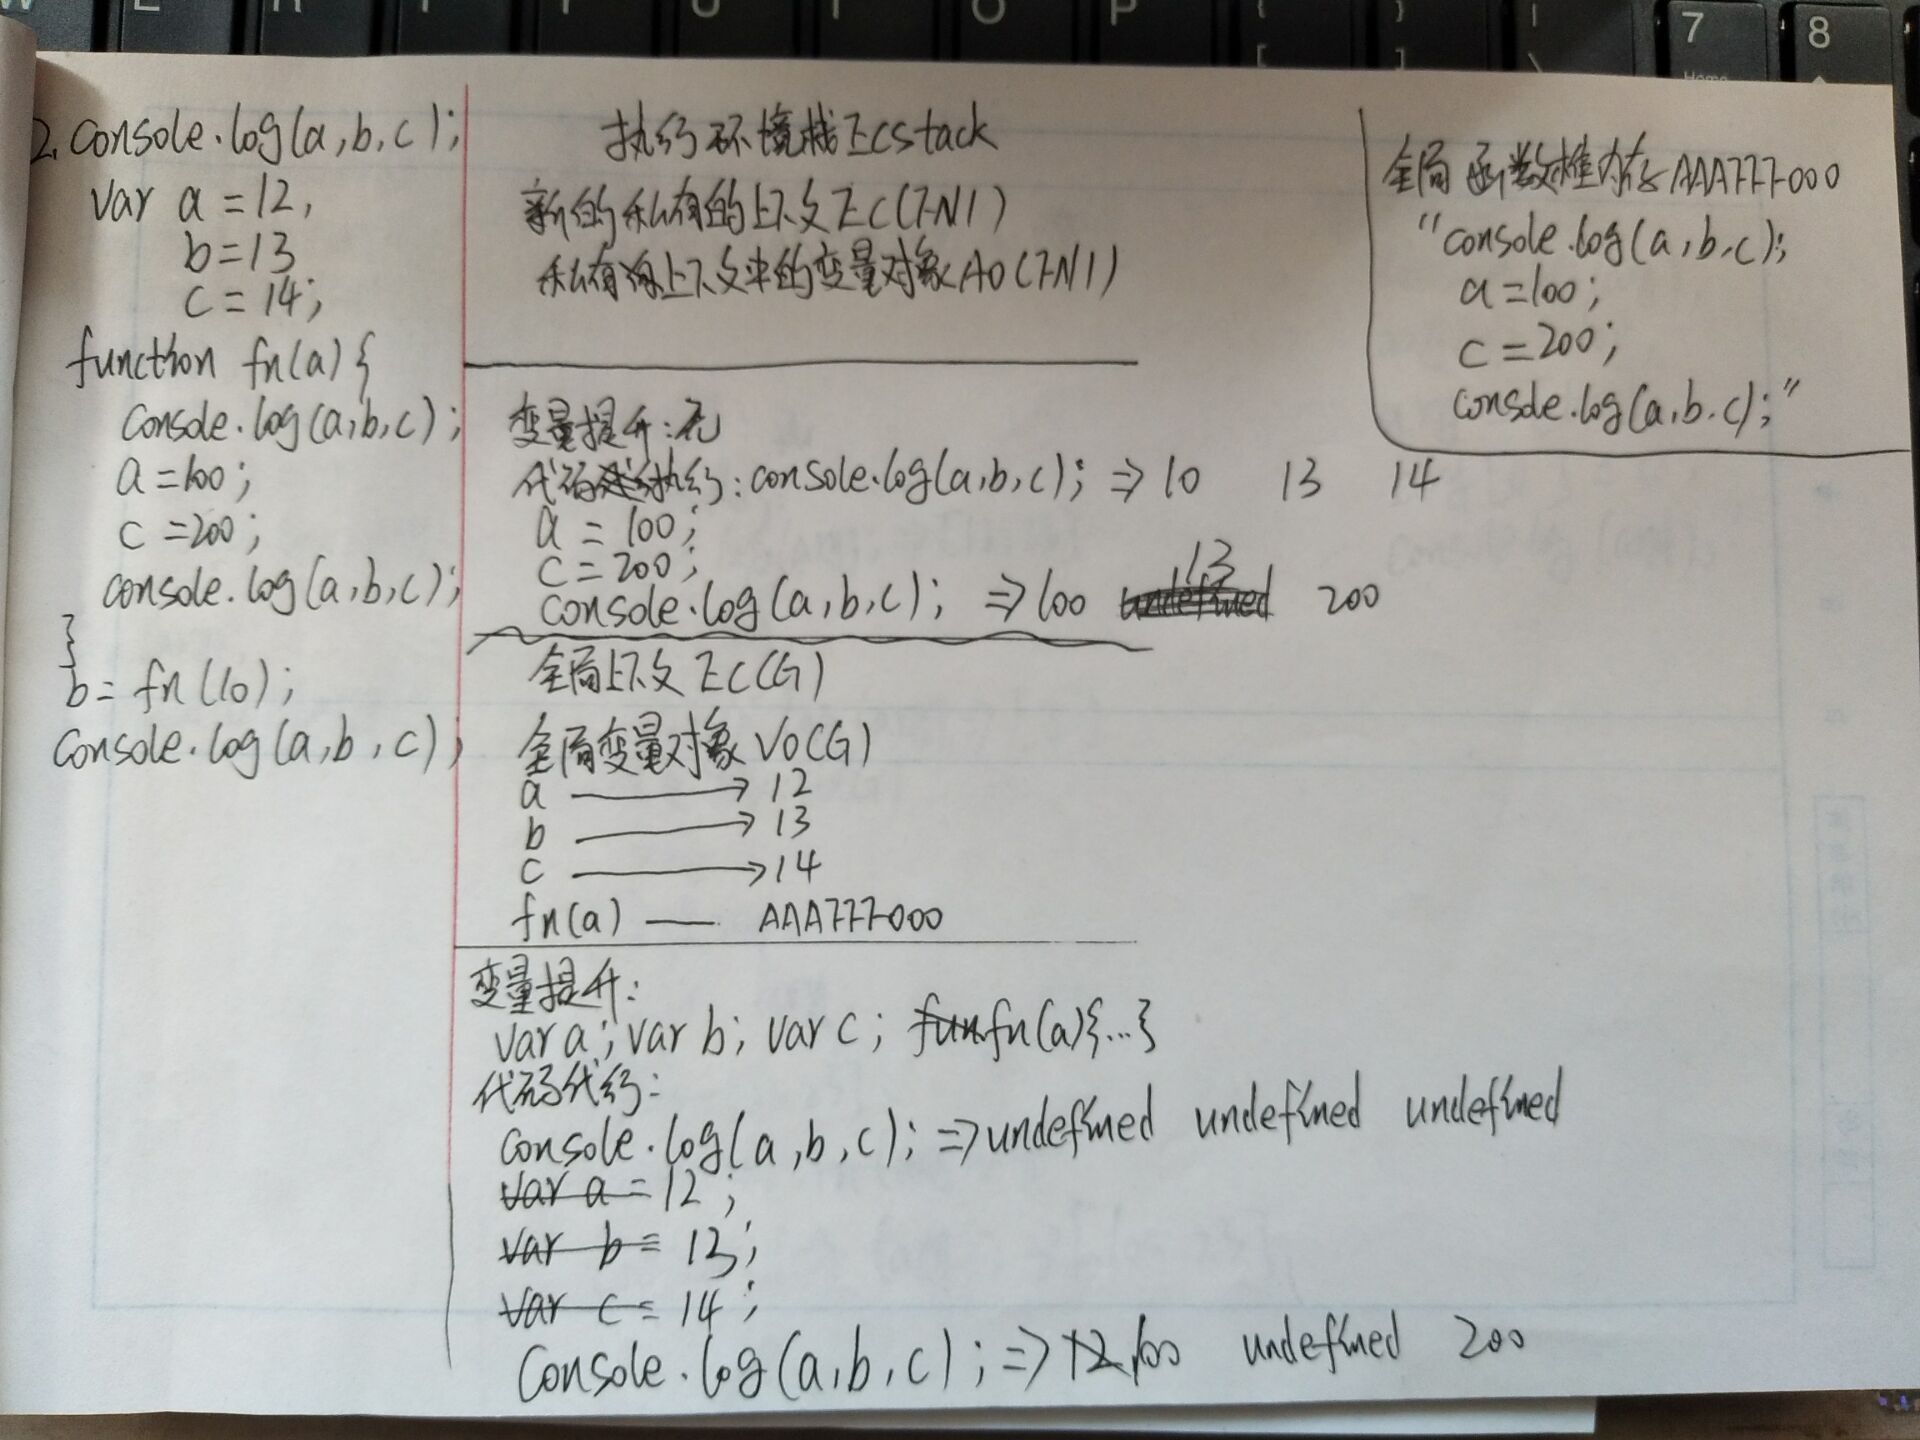 2. console.log(a,b,c);
var a = 12,
b = 13
c = 14;
function fn(a) {
console.log(a,b,c);
a = 100;
c = 200;
console.log(a,b,c);
}
b = fn(10);
console.log(a,b,c);
执行环境栈ECStack
新的私有的上下文EC(FN1)
私有的上下文中的变量对象AO(FN1)
变量提升:无
代码执行:console.log(a,b,c); => 10 13 14
a = 100;
c = 200;
console.log(a,b,c); => 100 13 undefined 200
全局上下文EC(G)
全局变量对象VO(G)
a → 12
b → 13
c → 14
fn(a) — AAA777000
变量提升:
var a; var b; var c; fun fn(a){...}
代码代行:
console.log(a,b,c); => undefined undefined undefined
var a = 12;
var b = 13;
var c = 14;
console.log(a,b,c); => 12,100 undefined 200
全局函数堆内存AAA777000
"console.log(a,b,c);
a = 100;
c = 200;
console.log(a,b,c);"
W E R T Y U I O P { [ } ] | \ 7 Home 8